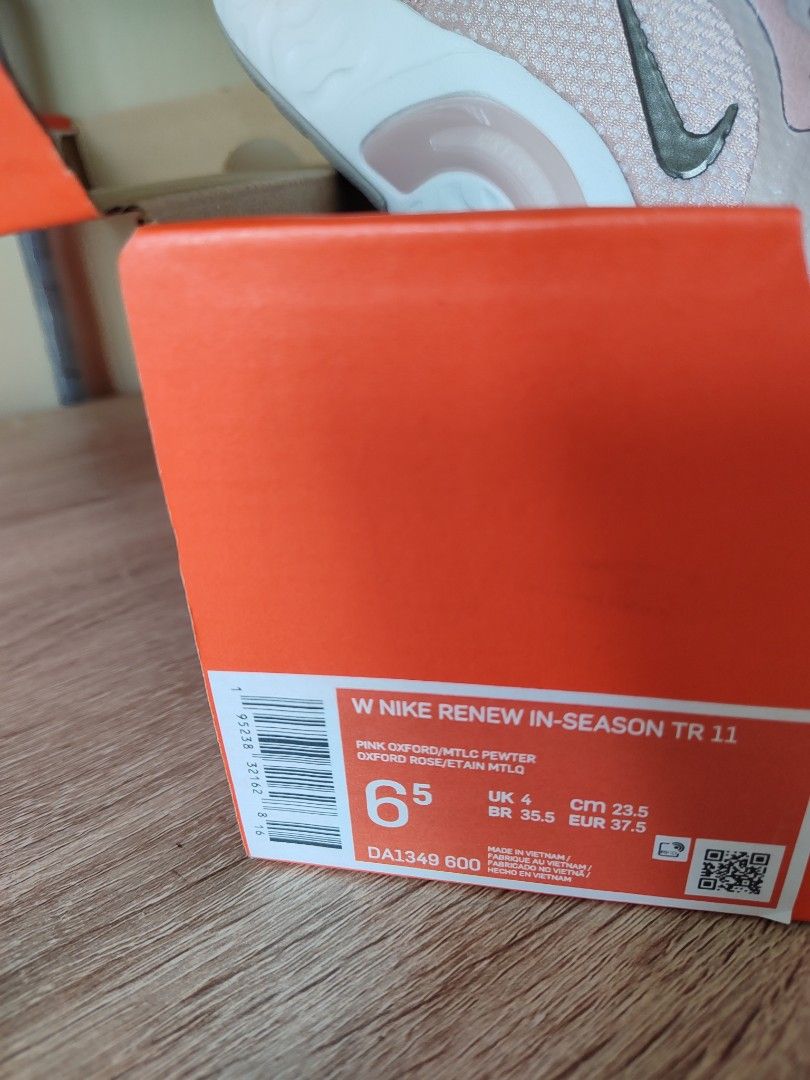 W NIKE RENEW IN-SEASON TR 11
PINK OXFORD/MTLC PEWTER
OXFORD ROSE/ETAIN MTLQ
6⁵
UK 4 cm 23.5
BR 35.5 EUR 37.5
DA1349 600
MADE IN VIETNAM /
FABRIQUE AU VIETNAM /
FABRICADO NO VIETNÃ /
HECHO EN VIETNAM
1 95238 32162 8 16